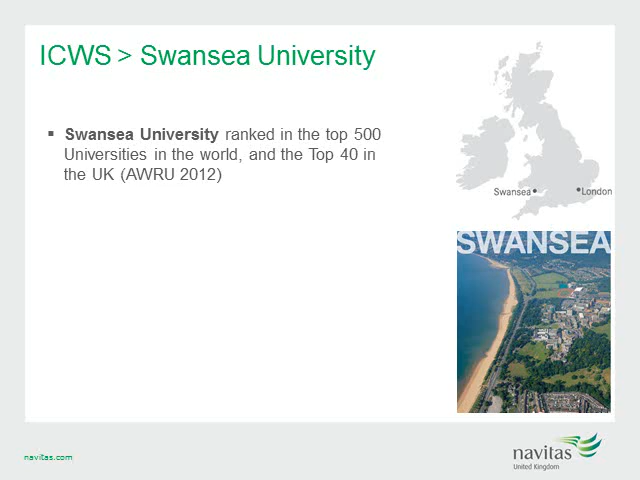 ICWS > Swansea University
▪ Swansea University ranked in the top 500
Universities in the world, and the Top 40 in
the UK (AWRU 2012)
Swansea
London
SWANSEA
navitas.com
navitas
United Kingdom